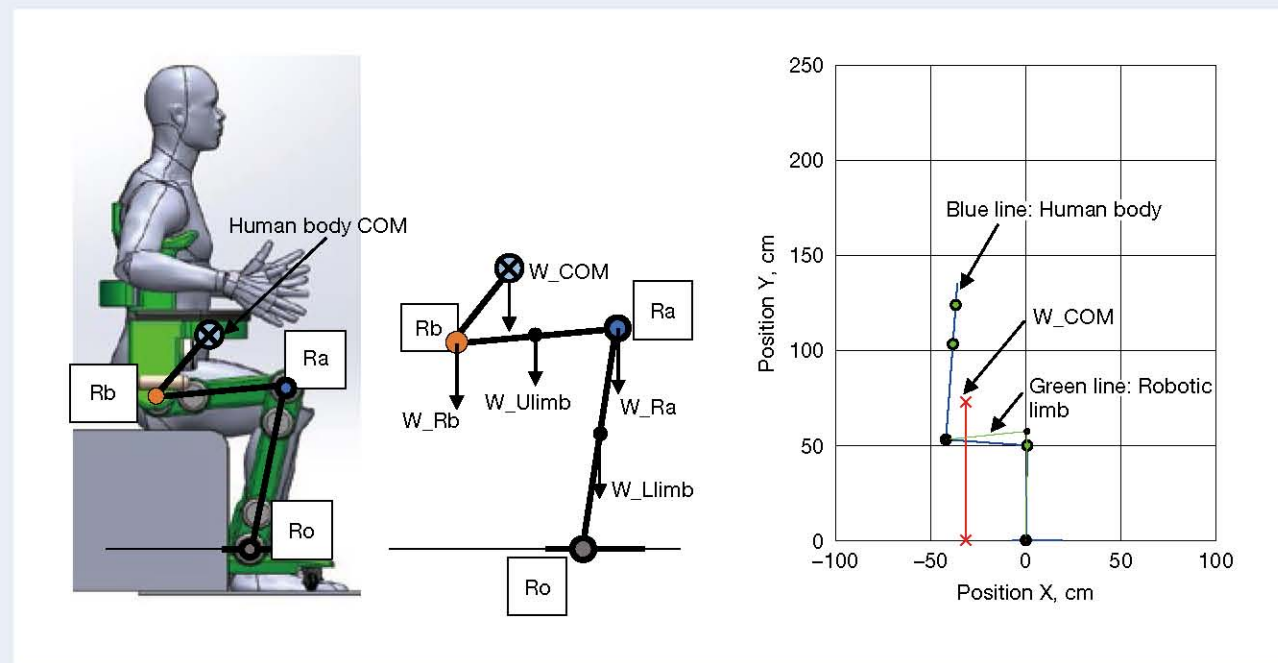 Human body COM
Rb
Ra
Ro
W_COM
Rb
Ra
W_Rb
W_Ulimb
W_Ra
W_Llimb
Ro
250
200
150
100
50
0
Position Y, cm
Blue line: Human body
W_COM
Green line: Robotic
limb
−100
−50
0
50
100
Position X, cm